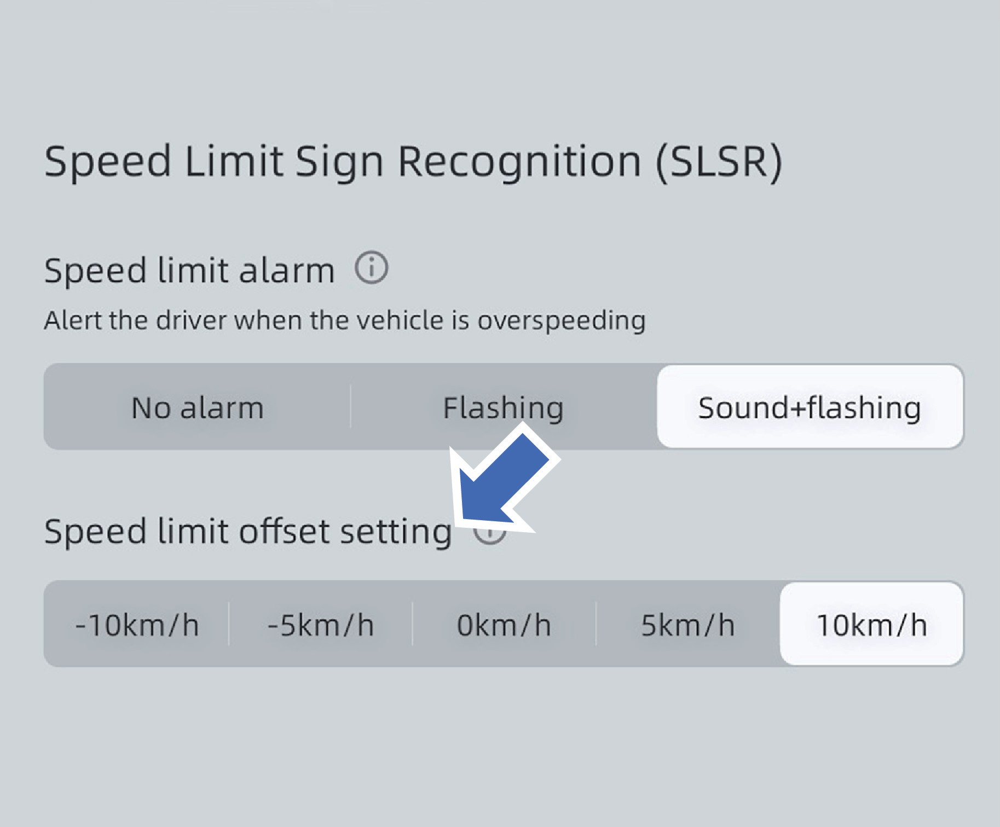 Speed Limit Sign Recognition (SLSR)
Speed limit alarm
Alert the driver when the vehicle is overspeeding
No alarm Flashing Sound+flashing
Speed limit offset setting
-10km/h -5km/h 0km/h 5km/h 10km/h